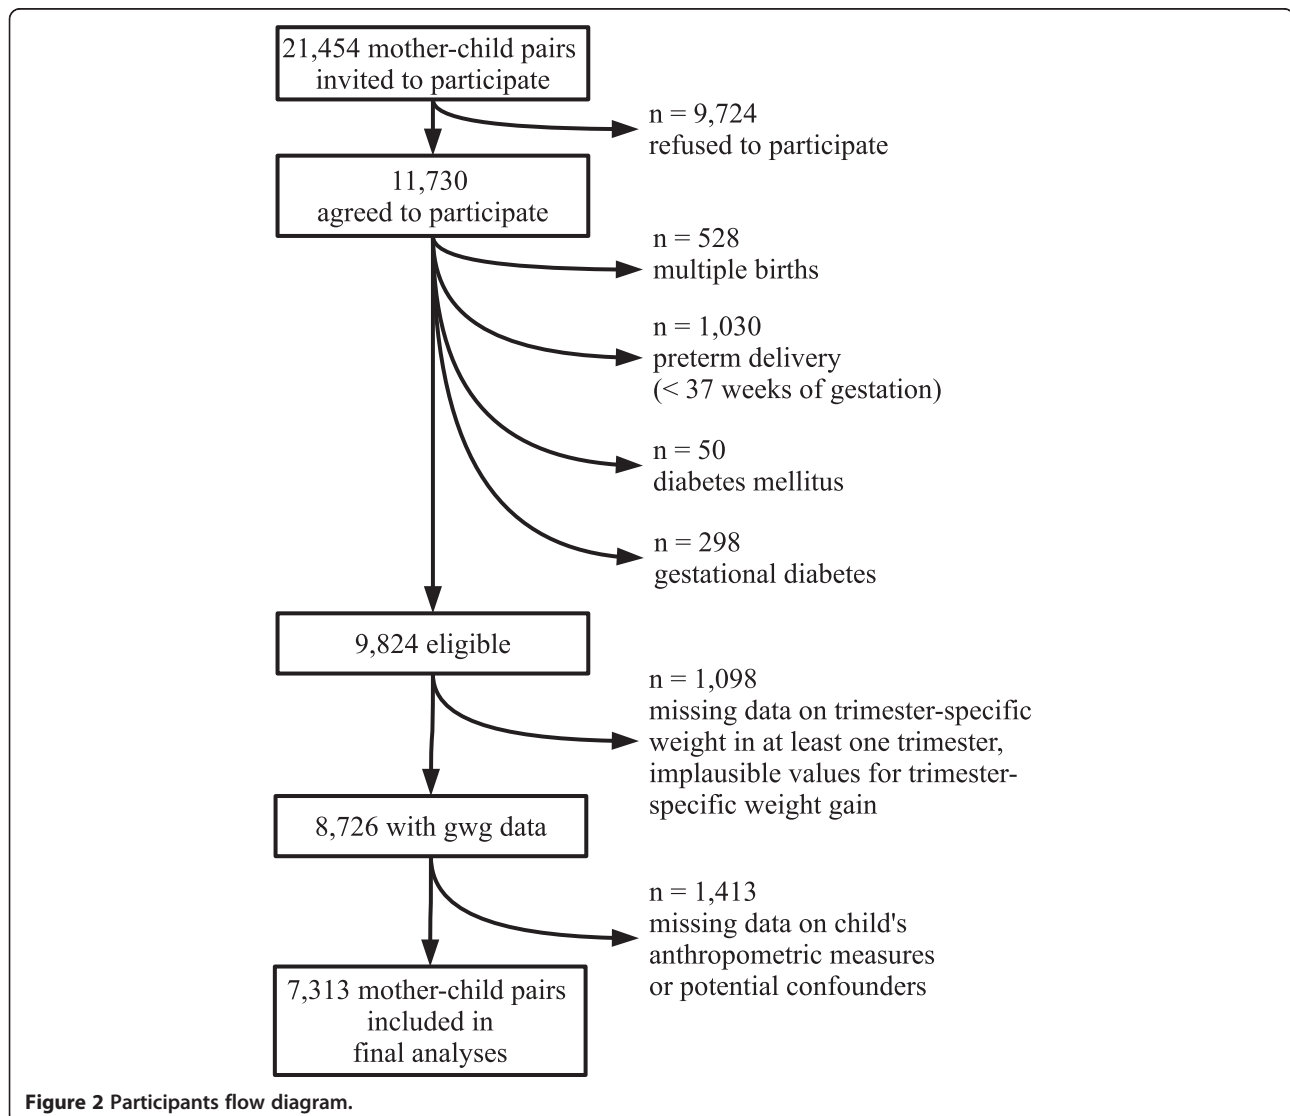 21,454 mother-child pairs
invited to participate
n = 9,724
refused to participate
11,730
agreed to participate
n = 528
multiple births
n = 1,030
preterm delivery
(< 37 weeks of gestation)
n = 50
diabetes mellitus
n = 298
gestational diabetes
9,824 eligible
n = 1,098
missing data on trimester-specific
weight in at least one trimester,
implausible values for trimester-
specific weight gain
8,726 with gwg data
n = 1,413
missing data on child's
anthropometric measures
or potential confounders
7,313 mother-child pairs
included in
final analyses
Figure 2 Participants flow diagram.